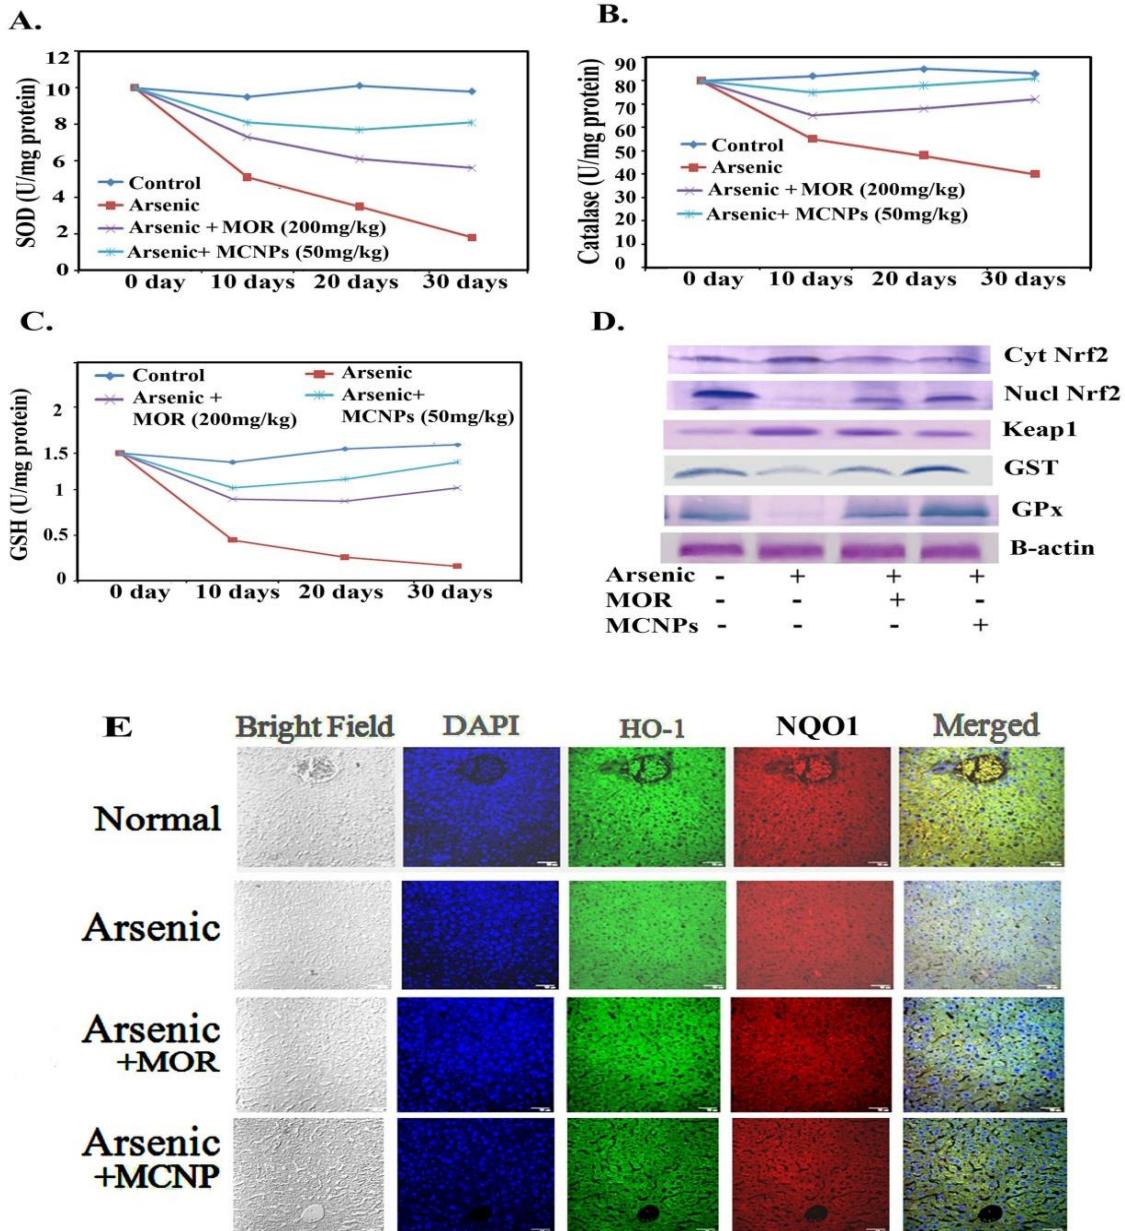 A.
SOD (U/mg protein)
12
10
8
6
4
2
0
Control
Arsenic
Arsenic + MOR (200mg/kg)
Arsenic+ MCNPs (50mg/kg)
0 day 10 days 20 days 30 days
B.
Catalase (U/mg protein)
90
80
70
60
50
40
30
20
10
0
Control
Arsenic
Arsenic + MOR (200mg/kg)
Arsenic+ MCNPs (50mg/kg)
0 day 10 days 20 days 30 days
C.
GSH (U/mg protein)
2
1.5
1
0.5
0
Control
Arsenic
Arsenic +
MOR (200mg/kg)
Arsenic+
MCNPs (50mg/kg)
0 day 10 days 20 days 30 days
D.
Cyt Nrf2
Nucl Nrf2
Keap1
GST
GPx
B-actin
Arsenic - + + +
MOR - - + -
MCNPs - - - +
E Bright Field DAPI HO-1 NQO1 Merged
Normal
Arsenic
Arsenic
+MOR
Arsenic
+MCNP